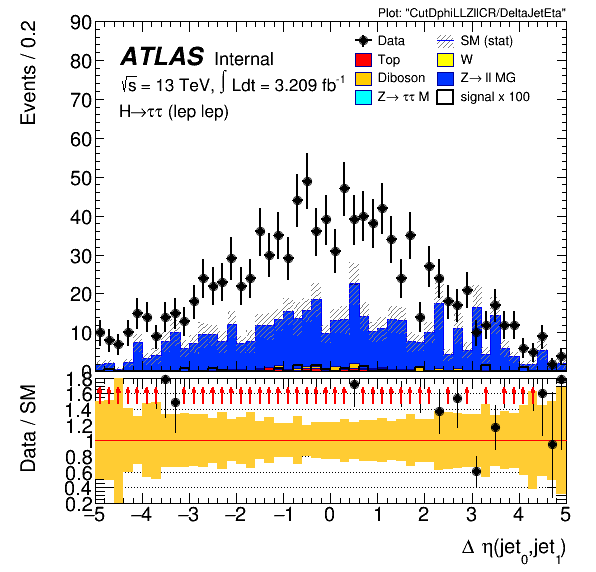 Plot: "CutDphiLLZllCR/DeltaJetEta"
Events / 0.2
90
80
70
60
50
40
30
20
10
0
ATLAS Internal
√s = 13 TeV, ∫ Ldt = 3.209 fb⁻¹
H→ττ (lep lep)
Data
SM (stat)
Top
W
Diboson
Z→ ll MG
Z→ ττ M
signal x 100
Data / SM
1.8
1.6
1.4
1.2
1
0.8
0.6
0.4
0.2
−5 −4 −3 −2 −1 0 1 2 3 4 5
Δ η(jet₀,jet₁)